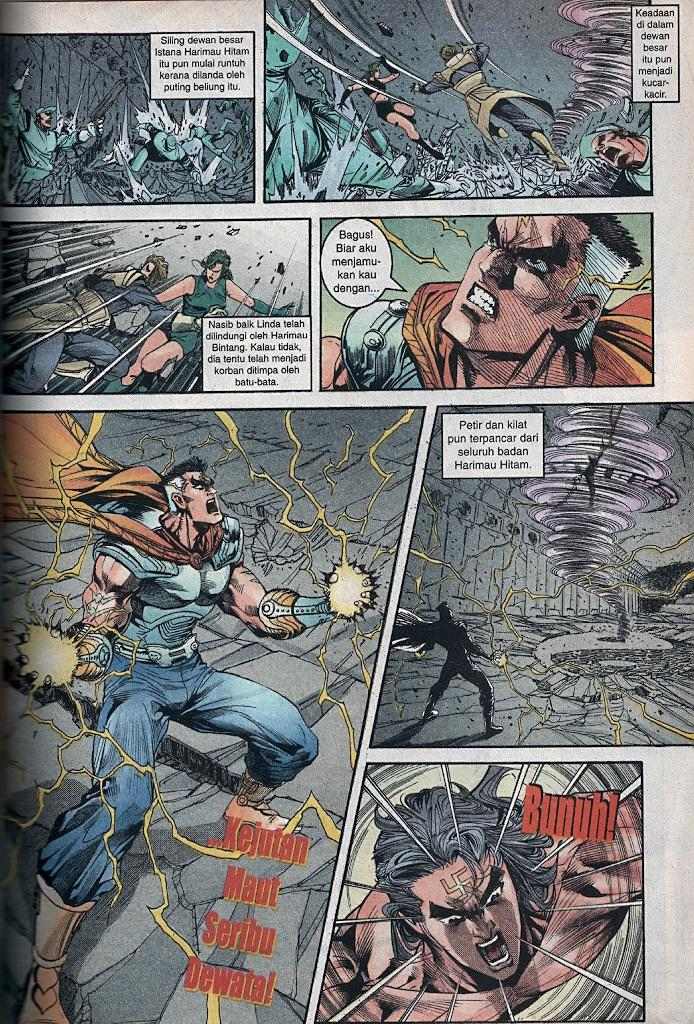 Siling dewan besar
Istana Harimau Hitam
itu pun mulai runtuh
kerana dilanda oleh
puting beliung itu.
Keadaan
di dalam
dewan
besar
itu pun
menjadi
kucar-
kacir.
Nasib baik Linda telah
dilindungi oleh Harimau
Bintang. Kalau tidak,
dia tentu telah menjadi
korban ditimpa oleh
batu-bata.
Bagus!
Biar aku
menjamu-
kan kau
dengan...
...Kejutan
Maut
Seribu
Dewata!
Petir dan kilat
pun terpancar dari
seluruh badan
Harimau Hitam.
Bunuh!